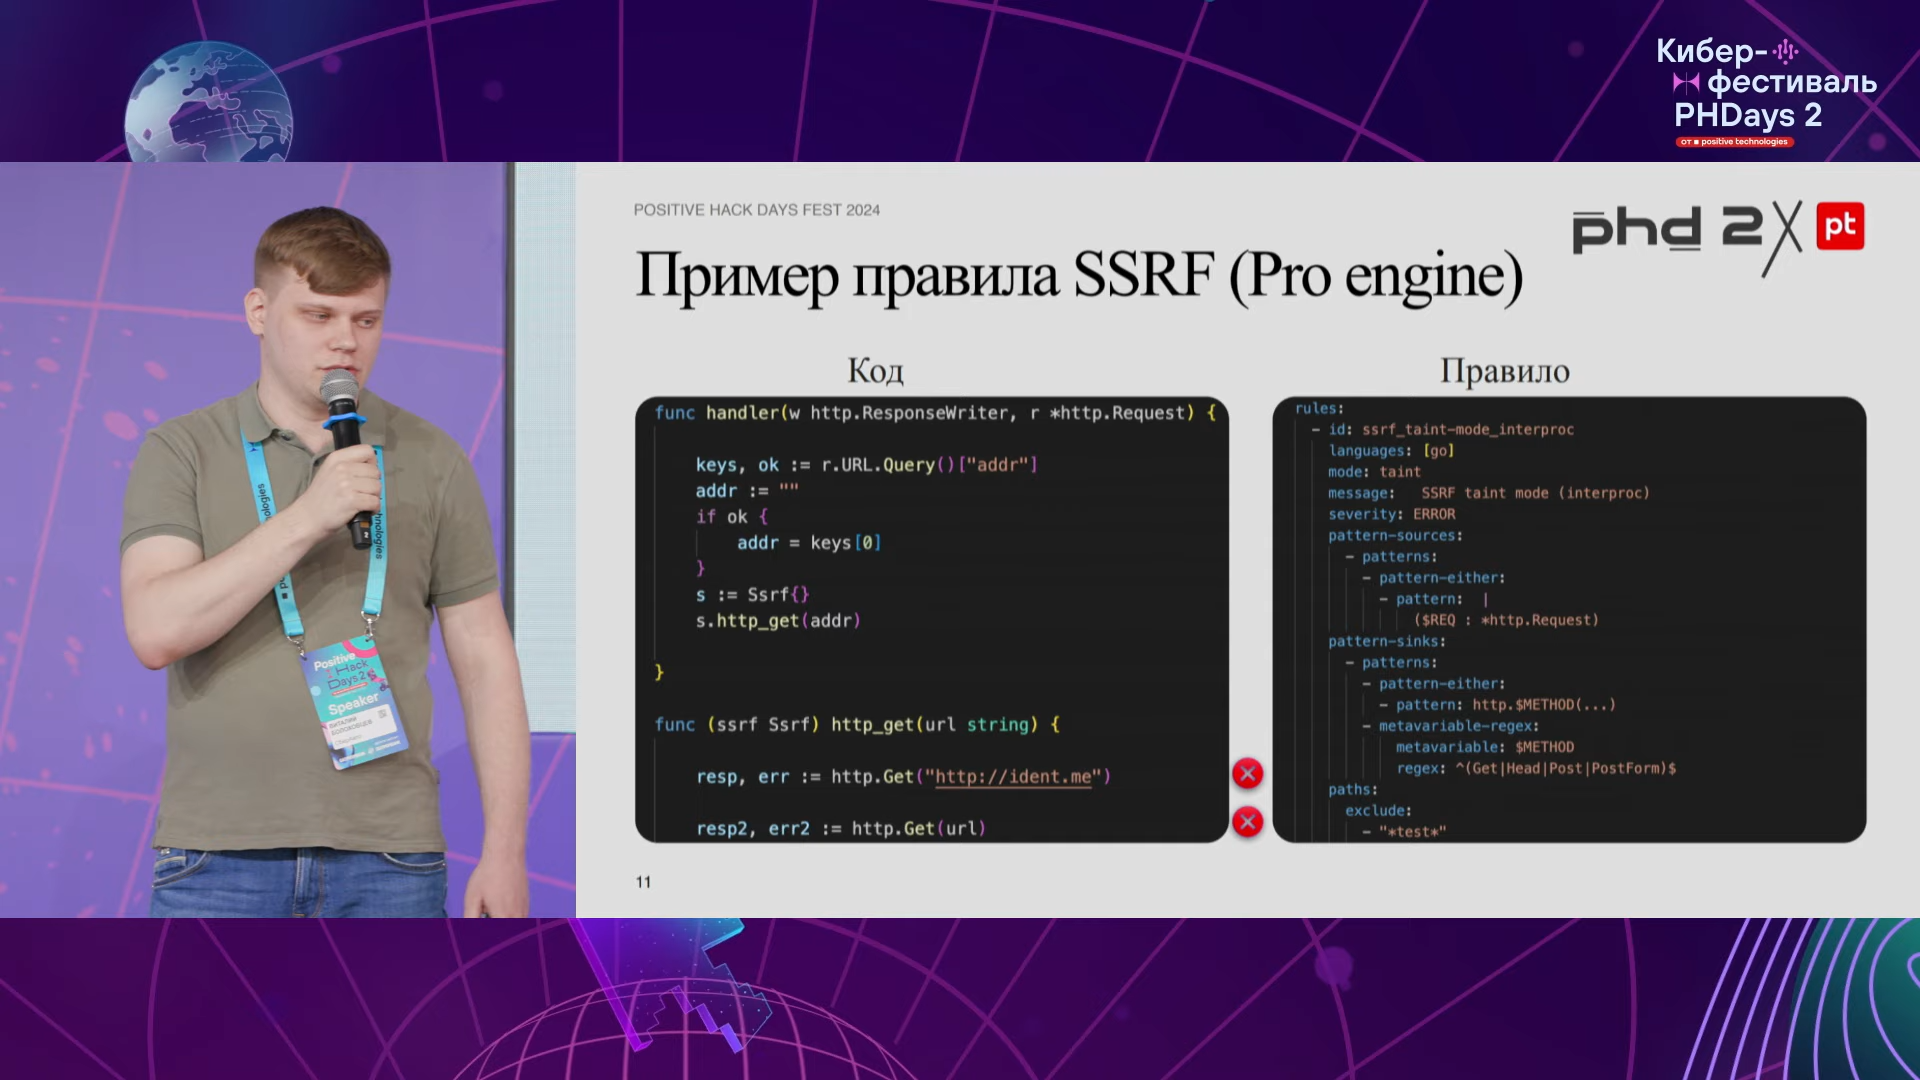 Кибер-
фестиваль
PHDays 2
от positive technologies
POSITIVE HACK DAYS FEST 2024
phd 2
pt
Пример правила SSRF (Pro engine)
Код
func handler(w http.ResponseWriter, r *http.Request) {
keys, ok := r.URL.Query()["addr"]
addr := ""
if ok {
addr = keys[0]
}
s := Ssrf{}
s.http_get(addr)
}
func (ssrf Ssrf) http_get(url string) {
resp, err := http.Get("http://ident.me")
resp2, err2 := http.Get(url)
Правило
rules:
- id: ssrf_taint-mode_interproc
languages: [go]
mode: taint
message: SSRF taint mode (interproc)
severity: ERROR
pattern-sources:
- patterns:
- pattern-either:
- pattern: |
($REQ : *http.Request)
pattern-sinks:
- patterns:
- pattern-either:
- pattern: http.$METHOD(...)
- metavariable-regex:
metavariable: $METHOD
regex: ^(Get|Head|Post|PostForm)$
paths:
exclude:
- "*test*"
11
Positive
Hack
Days 2
Speaker